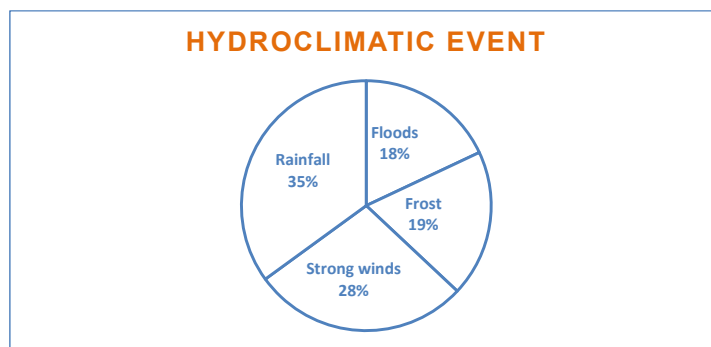 HYDROCLIMATIC EVENT
Floods
18%
Frost
19%
Strong winds
28%
Rainfall
35%